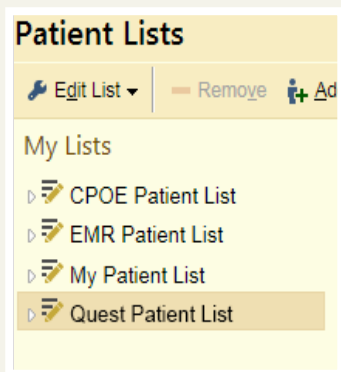 Patient Lists
Edit List Remove Ad
My Lists
CPOE Patient List
EMR Patient List
My Patient List
Quest Patient List